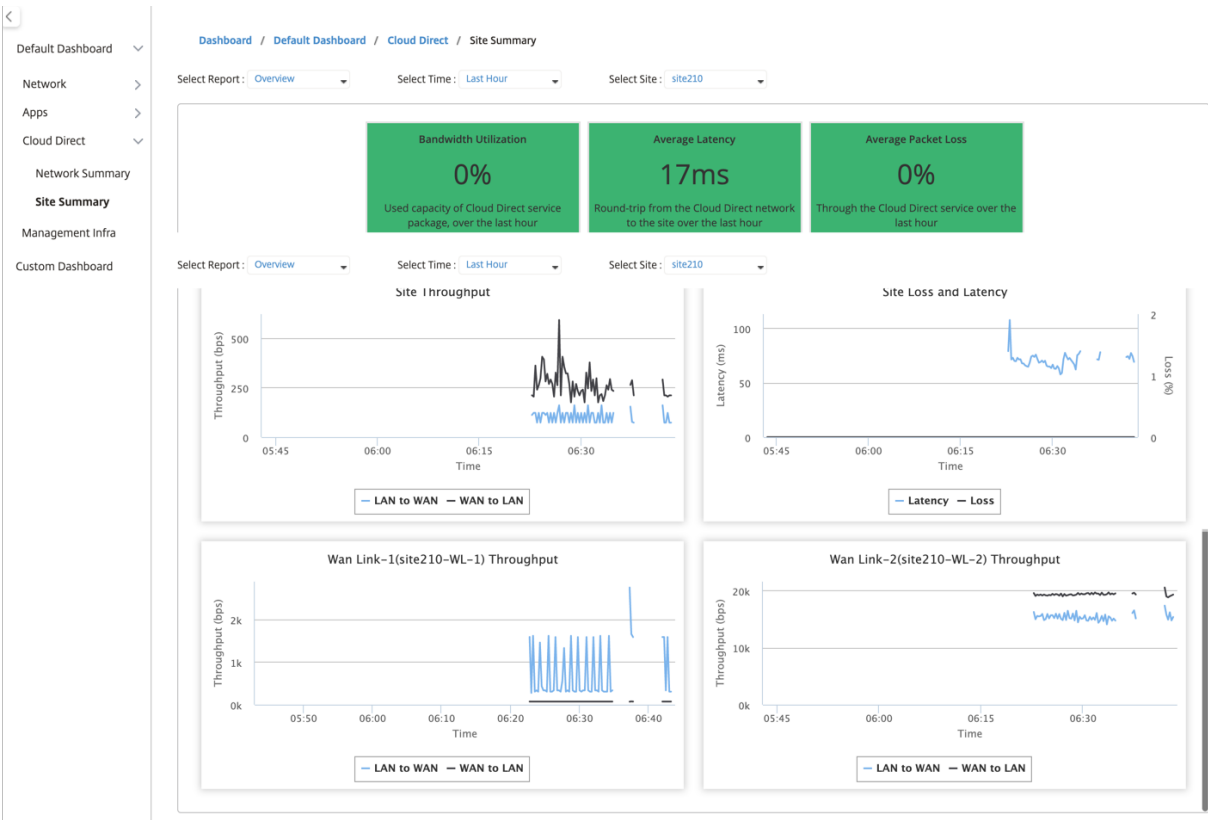 Default Dashboard
Network
Apps
Cloud Direct
Network Summary
Site Summary
Management Infra
Custom Dashboard
Dashboard / Default Dashboard / Cloud Direct / Site Summary
Select Report : Overview Select Time : Last Hour Select Site : site210
Bandwidth Utilization
0%
Used capacity of Cloud Direct service
package, over the last hour
Average Latency
17ms
Round-trip from the Cloud Direct network
to the site over the last hour
Average Packet Loss
0%
Through the Cloud Direct service over the
last hour
Select Report : Overview Select Time : Last Hour Select Site : site210
Site Throughput
Throughput (bps)
500
250
0
05:45 06:00 06:15 06:30
Time
LAN to WAN WAN to LAN
Site Loss and Latency
Latency (ms)
100
50
0
2
1
0
Loss (%)
05:45 06:00 06:15 06:30
Time
Latency Loss
Wan Link-1(site210-WL-1) Throughput
Throughput (bps)
2k
1k
0k
05:50 06:00 06:10 06:20 06:30 06:40
Time
LAN to WAN WAN to LAN
Wan Link-2(site210-WL-2) Throughput
Throughput (bps)
20k
10k
0k
05:45 06:00 06:15 06:30
Time
LAN to WAN WAN to LAN